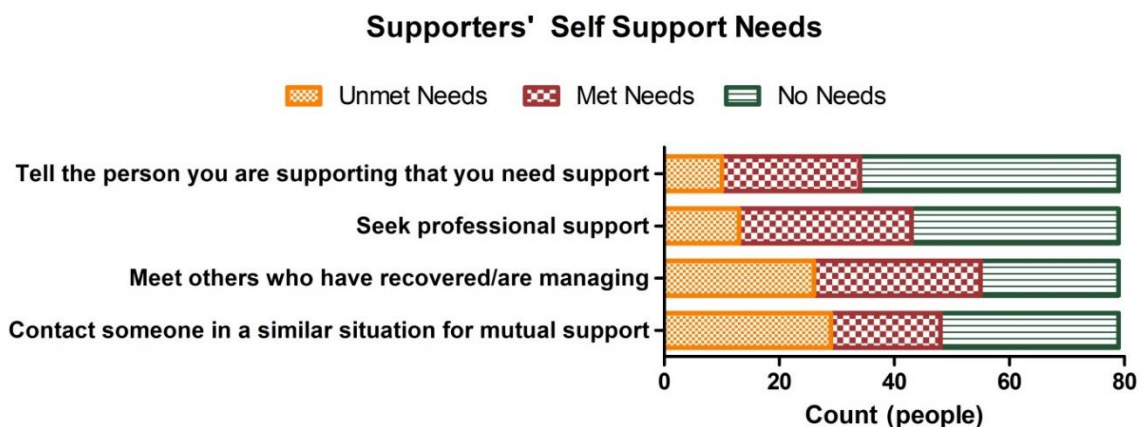 Supporters' Self Support Needs
Unmet Needs Met Needs No Needs
Tell the person you are supporting that you need support
Seek professional support
Meet others who have recovered/are managing
Contact someone in a similar situation for mutual support
0 20 40 60 80
Count (people)